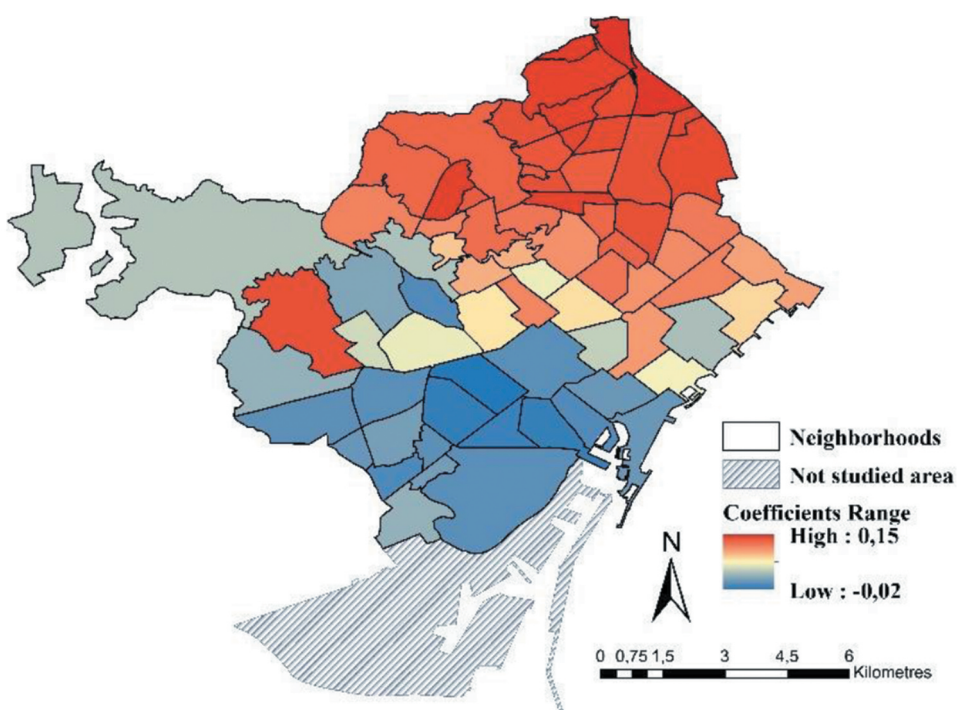 Neighborhoods
Not studied area
Coefficients Range
High : 0,15
Low : -0,02
N
0 0,75 1,5 3 4,5 6
Kilometres